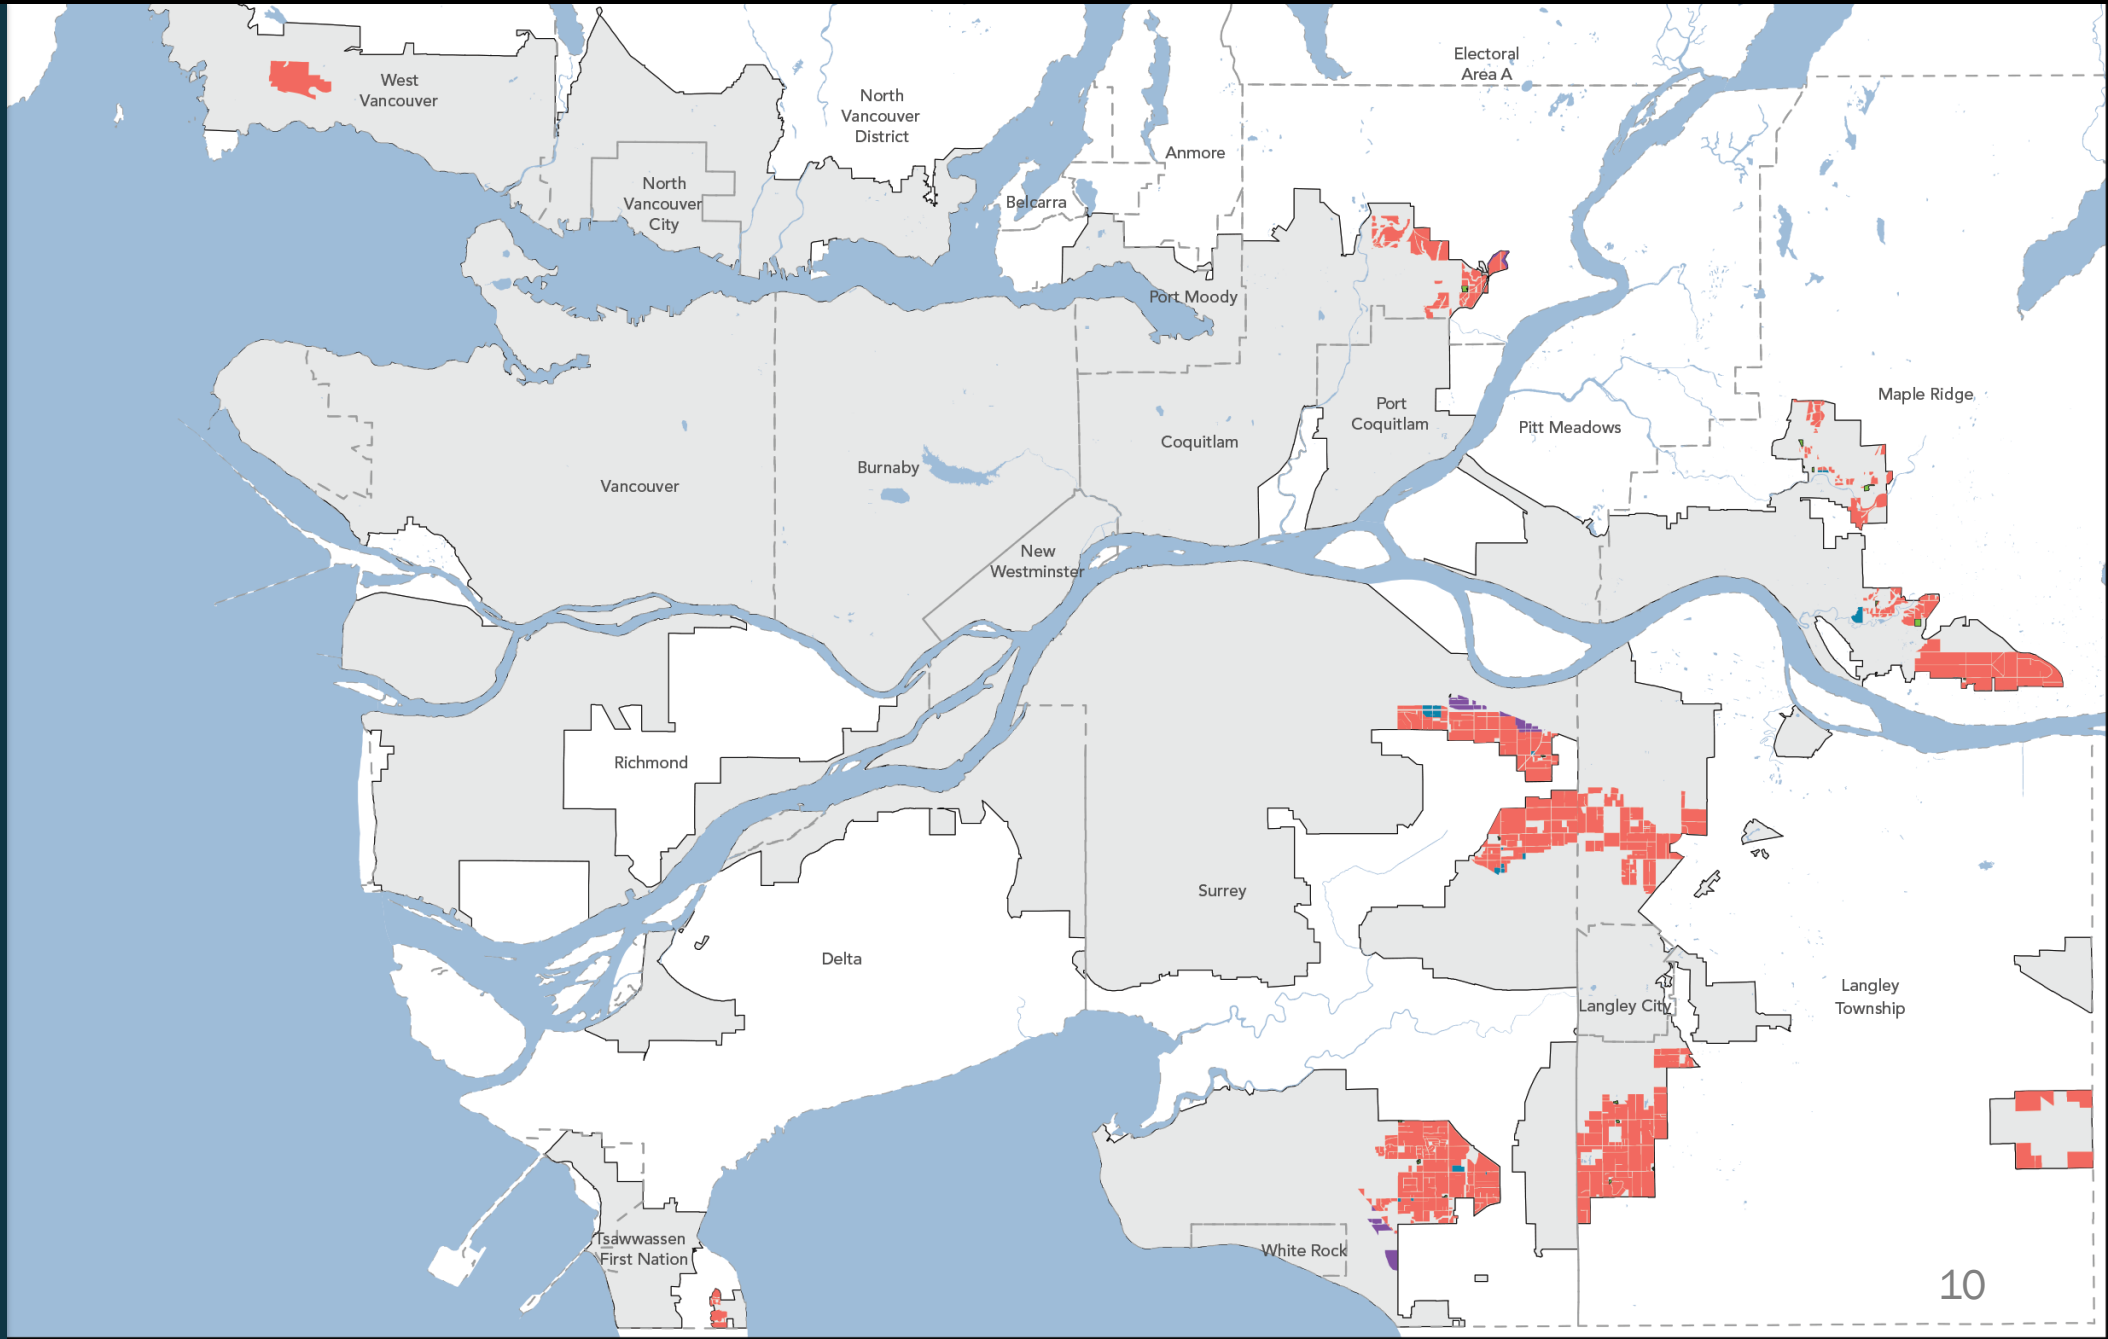 Electoral
Area A
West
Vancouver
North
Vancouver
District
Anmore
North
Vancouver
City
Belcarra
Port Moody
Maple Ridge
Port
Coquitlam
Pitt Meadows
Coquitlam
Burnaby
Vancouver
New
Westminster
Richmond
Surrey
Delta
Langley
Township
Langley City
Tsawwassen
First Nation
White Rock
10